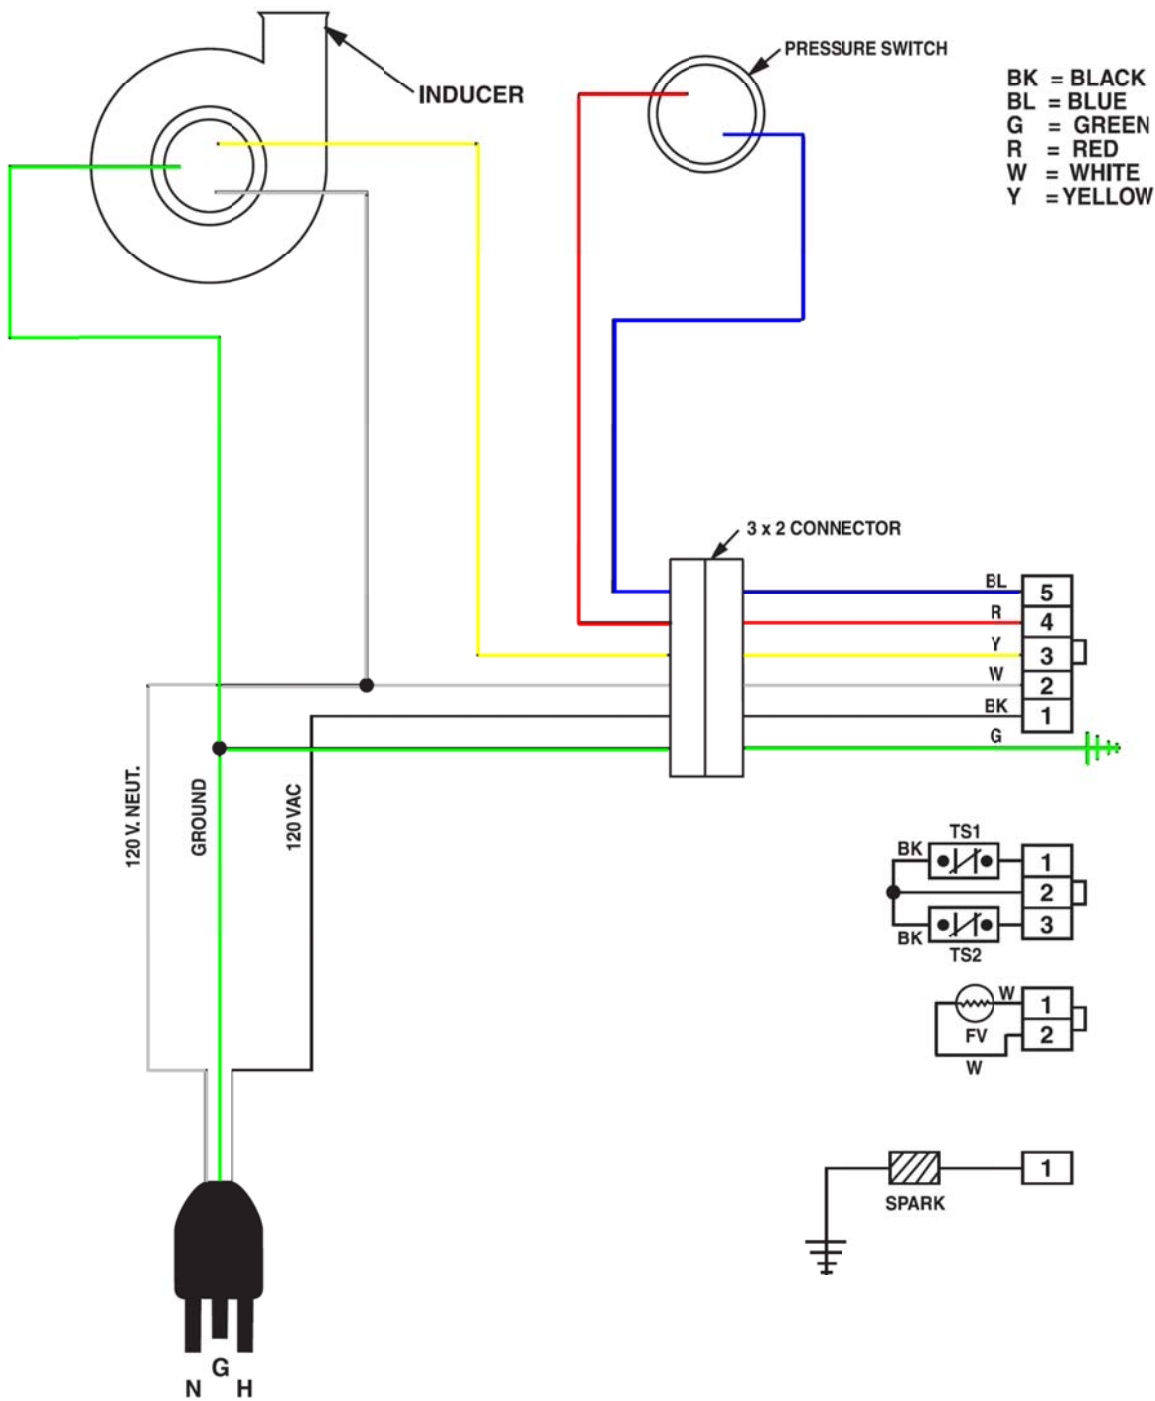 INDUCER
PRESSURE SWITCH
BK = BLACK
BL = BLUE
G = GREEN
R = RED
W = WHITE
Y = YELLOW
3 x 2 CONNECTOR
BL 5
R 4
Y 3
W 2
BK 1
G
120 V. NEUT.
GROUND
120 VAC
TS1
BK 1
2
BK 3
TS2
W 1
FV 2
W
1
SPARK
G
N H